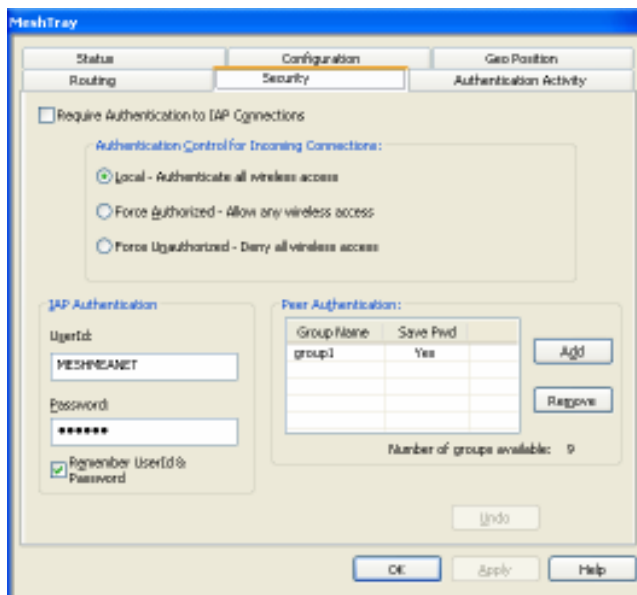 MeshTray
Status Configuration Geo Position
Routing Security Authentication Activity
Require Authentication to IAP Connections
Authentication Control for Incoming Connections:
Local - Authenticate all wireless access
Force Authorized - Allow any wireless access
Force Unauthorized - Deny all wireless access
IAP Authentication
UserId:
MESHMEANET
Password:
●●●●●●
Remember UserId &
Password
Peer Authentication:
Group Name Save Pwd
group1 Yes
Add
Remove
Number of groups available: 9
Undo
OK Apply Help